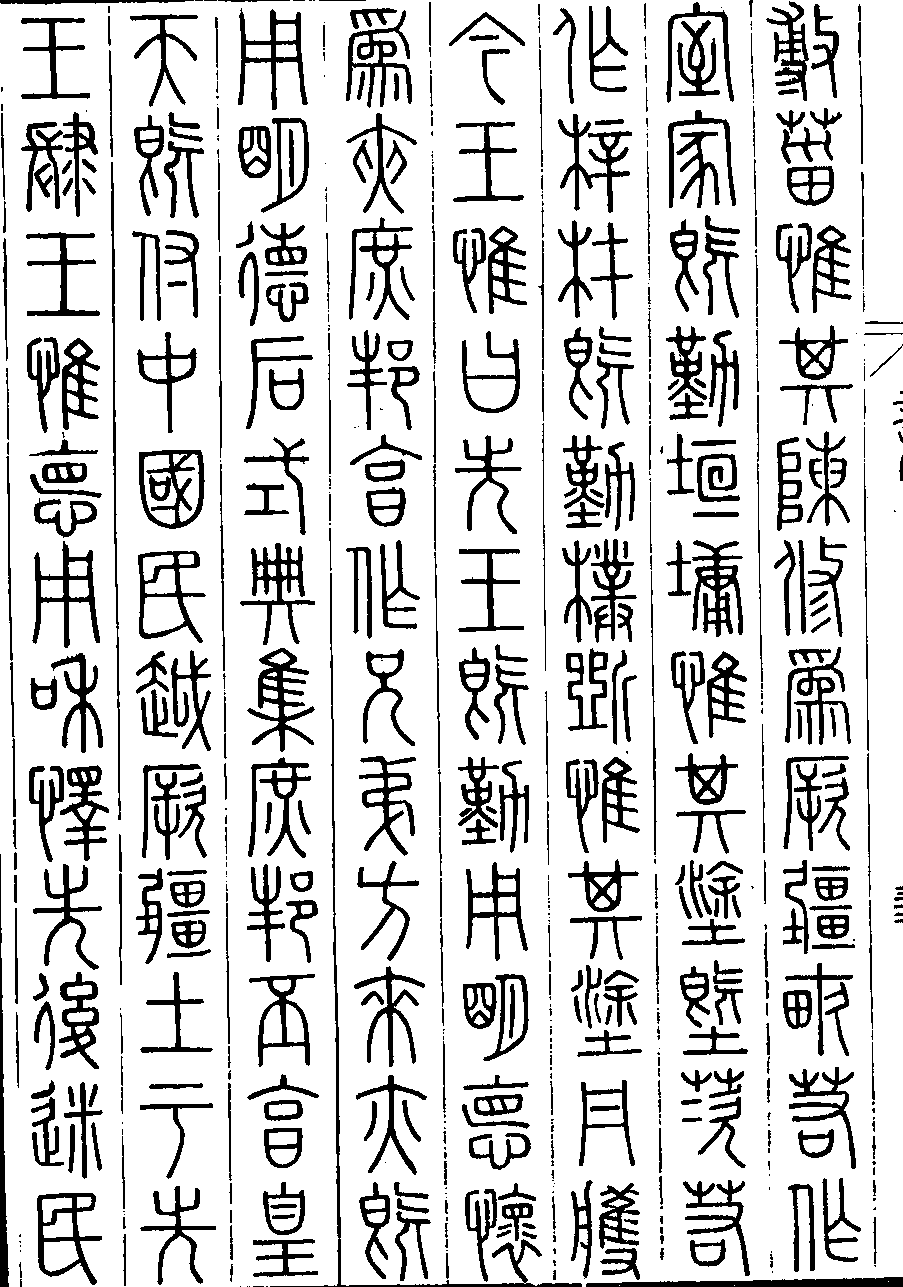 敷菑惟其陳修為厥疆畎若作
室家既勤垣墉惟其塗塈茨若
作梓材既勤樸斲惟其塗丹雘
今王惟曰先王既勤用明德懷
為夾庶邦享作兄弟方來亦既
用明德后式典集庶邦丕享皇
天既付中國民越厥疆土于先
王肆王惟德用和懌先後迷民